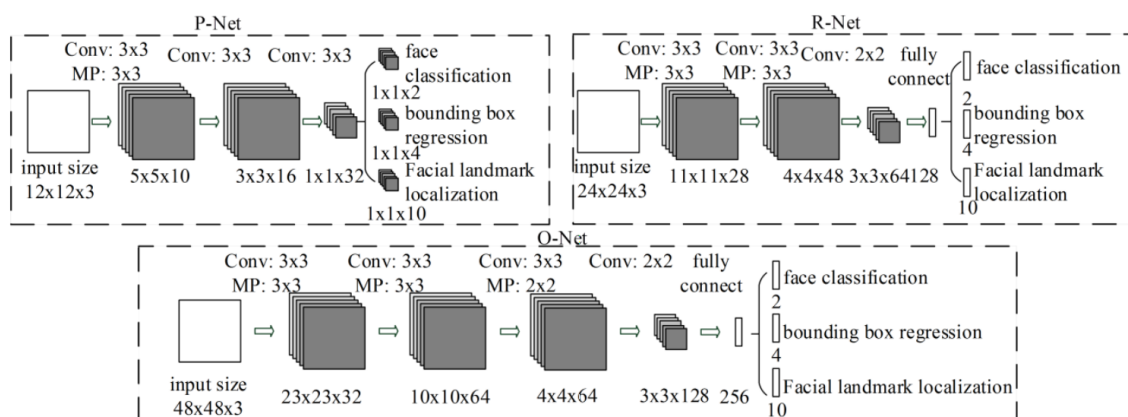 P-Net
Conv: 3x3
MP: 3x3
Conv: 3x3
Conv: 3x3
face
classification
1x1x2
bounding box
regression
1x1x4
Facial landmark
localization
1x1x10
input size
12x12x3
5x5x10
3x3x16
1x1x32
R-Net
Conv: 3x3
MP: 3x3
Conv: 3x3
MP: 3x3
Conv: 2x2
fully
connect
face classification
2
bounding box
regression
4
Facial landmark
localization
10
input size
24x24x3
11x11x28
4x4x48
3x3x64
128
O-Net
Conv: 3x3
MP: 3x3
Conv: 3x3
MP: 3x3
Conv: 3x3
MP: 2x2
Conv: 2x2
fully
connect
face classification
2
bounding box regression
4
Facial landmark localization
10
input size
48x48x3
23x23x32
10x10x64
4x4x64
3x3x128
256